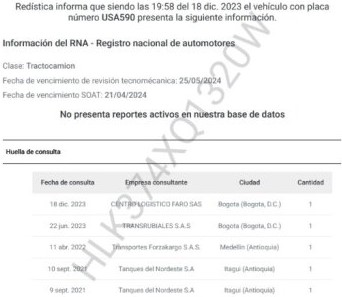 Redística informa que siendo las 19:58 del 18 dic. 2023 el vehículo con placa
número USA590 presenta la siguiente información.
Información del RNA - Registro nacional de automotores
Clase: Tractocamion
Fecha de vencimiento de revisión tecnomécanica: 25/05/2024
Fecha de vencimiento SOAT: 21/04/2024
No presenta reportes activos en nuestra base de datos
Huella de consulta
Fecha de consulta Empresa consultante Ciudad Cantidad
18 dic. 2023 CENTRO LOGISTICO FARO SAS Bogota (Bogota, D.C.) 1
22 jun. 2023 TRANSRUBIALES S.A.S Bogota (Bogota, D.C.) 1
11 abr. 2022 Transportes Forzakargo S.A.S. Medellin (Antioquia) 1
10 sept. 2021 Tanques del Nordeste S.A Itagui (Antioquia) 1
9 sept. 2021 Tanques del Nordeste S.A Itagui (Antioquia) 1
HLK374XQ1320W